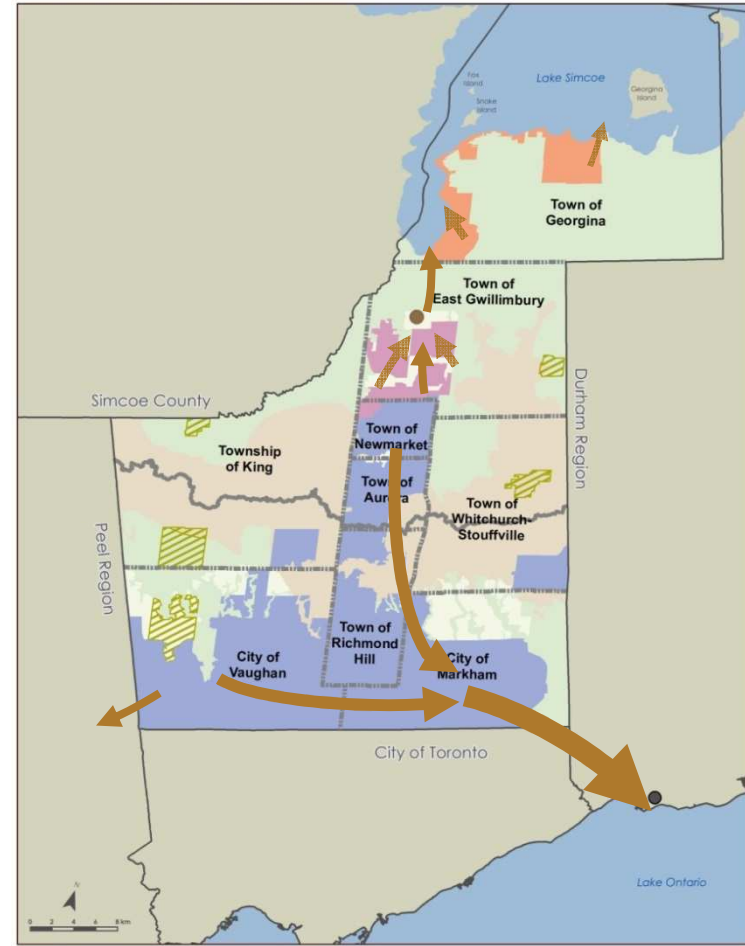 Lake Simcoe
Fox
Island
Snake
Island
Georgina
Island
Town of
Georgina
Town of
East Gwillimbury
Simcoe County
Durham Region
Town of
Newmarket
Township
of King
Town of
Aurora
Town of
Whitchurch-
Stouffville
Peel Region
Town of
Richmond
Hill
City of
Vaughan
City of
Markham
City of Toronto
Lake Ontario
N
0 2 4 6 8 km